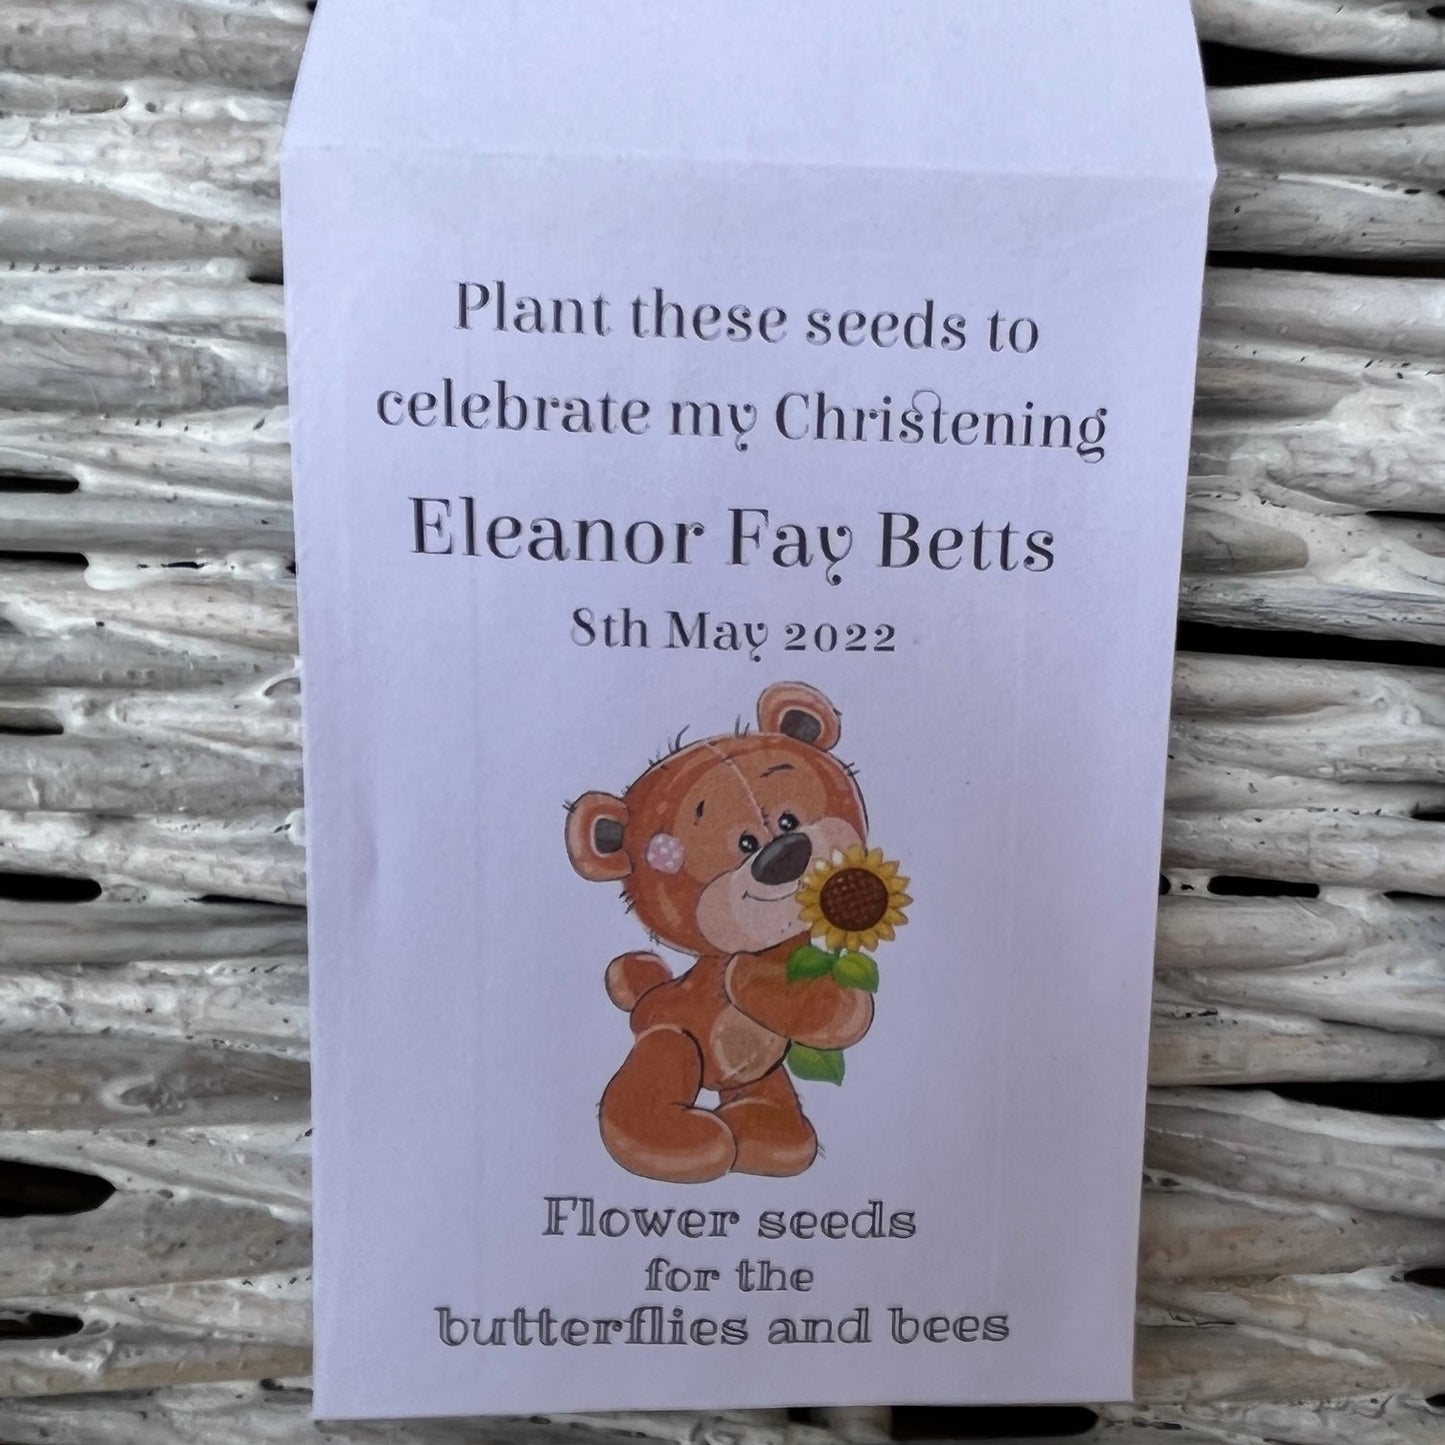 Plant these seeds to
celebrate my Christening
Eleanor Fay Betts
8th May 2022
Flower seeds
for the
butterflies and bees